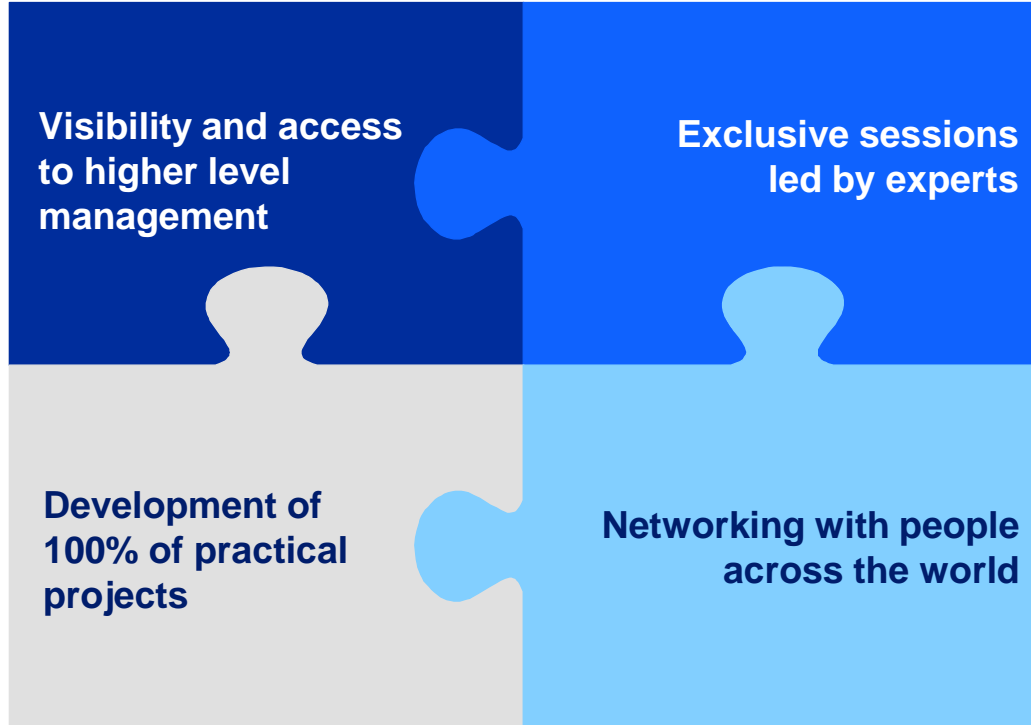 Visibility and access
to higher level
management
Exclusive sessions
led by experts
Development of
100% of practical
projects
Networking with people
across the world